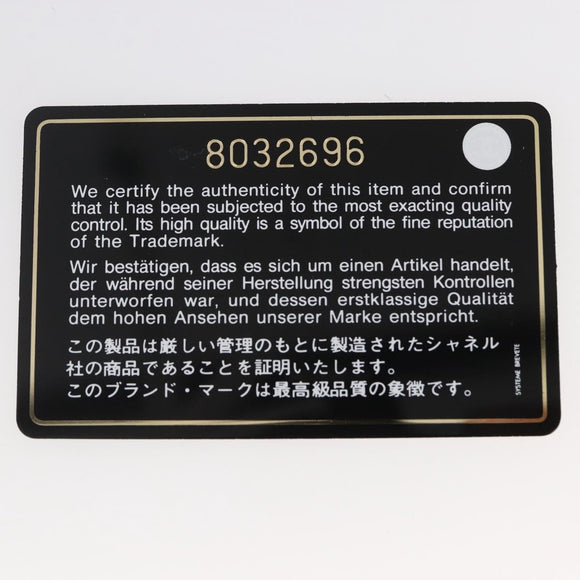 8032696
We certify the authenticity of this item and confirm
that it has been subjected to the most exacting quality
control. Its high quality is a symbol of the fine reputation
of the Trademark.
Wir bestätigen, dass es sich um einen Artikel handelt,
der während seiner Herstellung strengsten Kontrollen
unterworfen war, und dessen erstklassige Qualität
dem hohen Ansehen unserer Marke entspricht.
この製品は厳しい管理のもとに製造されたシャネル
社の商品であることを証明いたします。
このブランド・マークは最高級品質の象徴です。
SYSTEME BREVETE